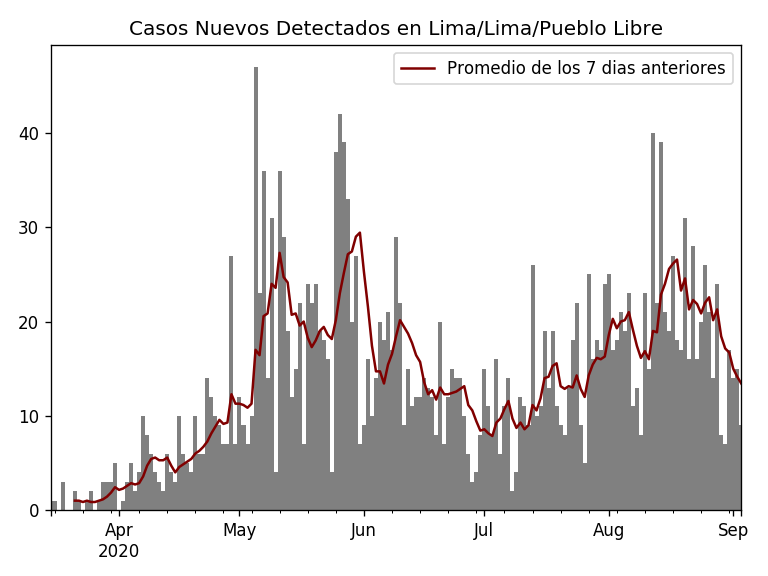 Casos Nuevos Detectados en Lima/Lima/Pueblo Libre
Promedio de los 7 dias anteriores
40
30
20
10
0
Apr May Jun Jul Aug Sep
2020